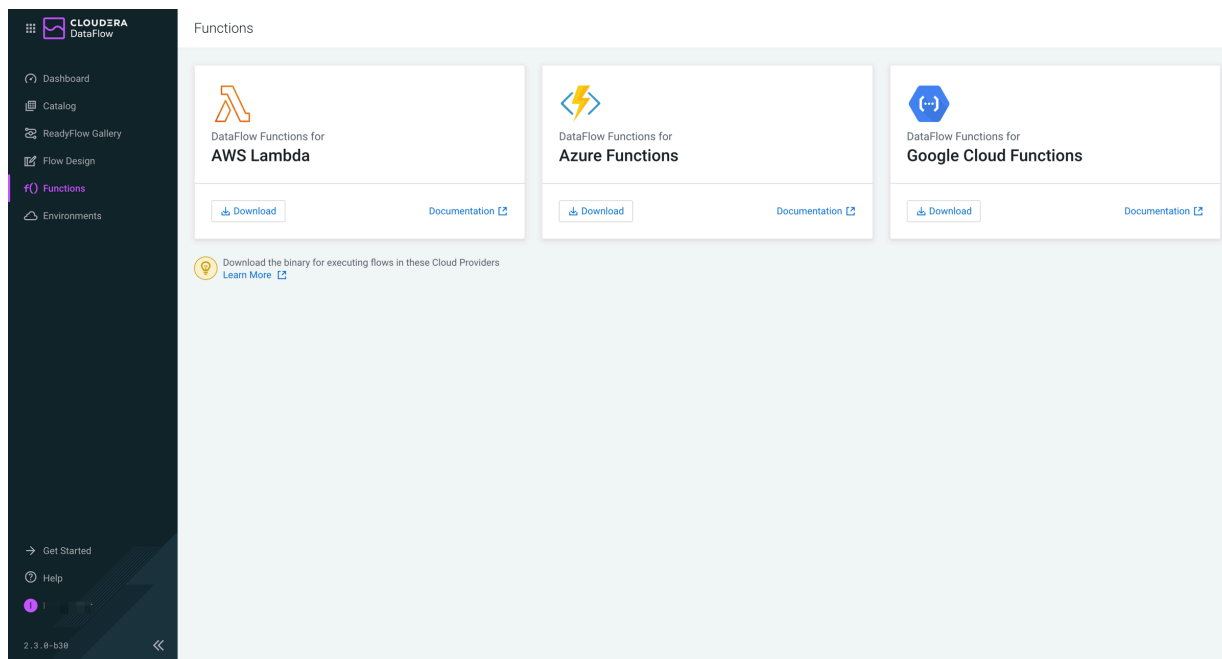 CLOUDERA
DataFlow
Dashboard
Catalog
ReadyFlow Gallery
Flow Design
f() Functions
Environments
Get Started
Help
2.3.0-b30
Functions
DataFlow Functions for
AWS Lambda
Download
Documentation
DataFlow Functions for
Azure Functions
Download
Documentation
DataFlow Functions for
Google Cloud Functions
Download
Documentation
Download the binary for executing flows in these Cloud Providers
Learn More